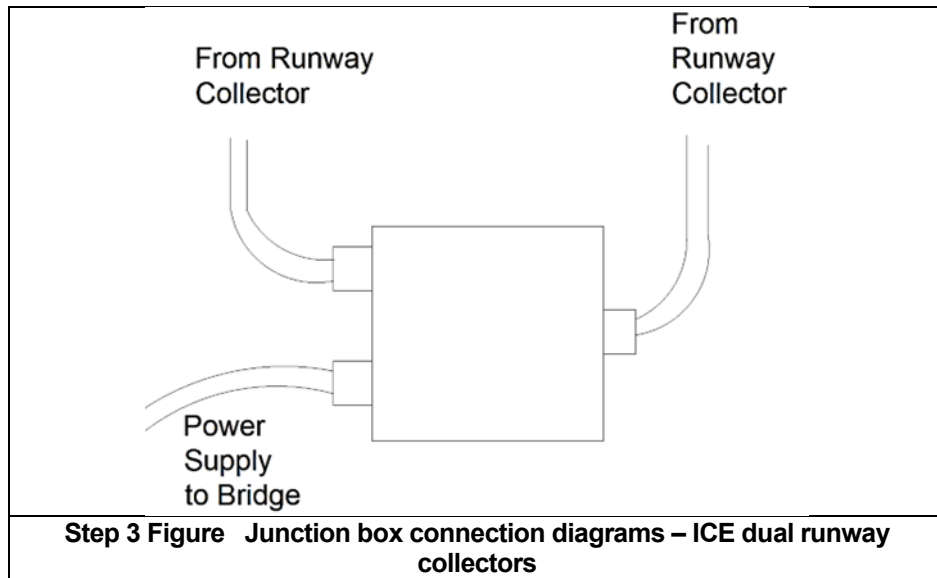 From Runway
Collector
From
Runway
Collector
Power
Supply
to Bridge
Step 3 Figure Junction box connection diagrams – ICE dual runway
collectors